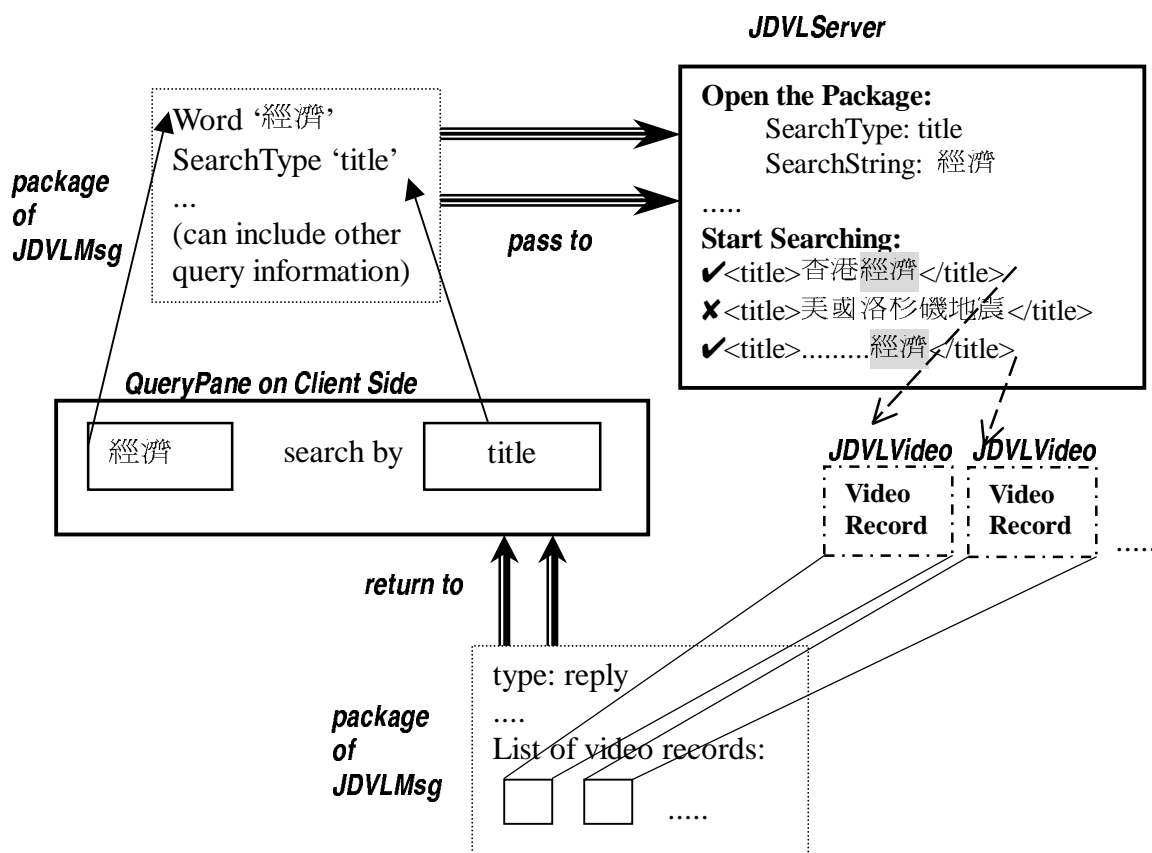 JDVLServer
Word ‘經濟’
SearchType ‘title’
...
(can include other
query information)
package
of
JDVLMsg
pass to
Open the Package:
SearchType: title
SearchString: 經濟
.....
Start Searching:
✔<title>香港經濟</title>
✘<title>美國洛杉磯地震</title>
✔<title>.........經濟</title>
QueryPane on Client Side
經濟 search by title
JDVLVideo JDVLVideo
Video Record
Video Record
.....
return to
package
of
JDVLMsg
type: reply
....
List of video records:
.....